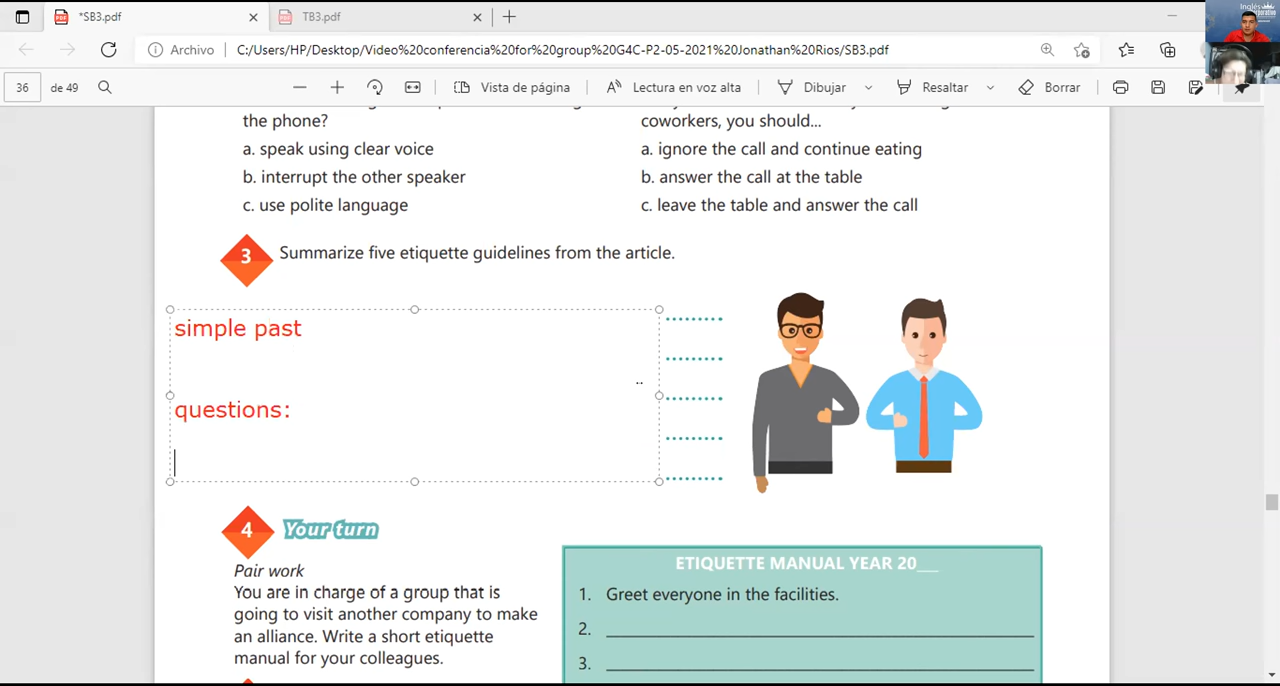 *SB3.pdf
TB3.pdf
Inglés
Archivo
C:/Users/HP/Desktop/Video%20conferencia%20for%20group%20G4C-P2-05-2021%20Jonathan%20Rios/SB3.pdf
36
de 49
Vista de página
Lectura en voz alta
Dibujar
Resaltar
Borrar
the phone?
a. speak using clear voice
b. interrupt the other speaker
c. use polite language
coworkers, you should...
a. ignore the call and continue eating
b. answer the call at the table
c. leave the table and answer the call
3 Summarize five etiquette guidelines from the article.
simple past
questions:
4 Your turn
Pair work
You are in charge of a group that is
going to visit another company to make
an alliance. Write a short etiquette
manual for your colleagues.
ETIQUETTE MANUAL YEAR 20___
1. Greet everyone in the facilities.
2.
3.